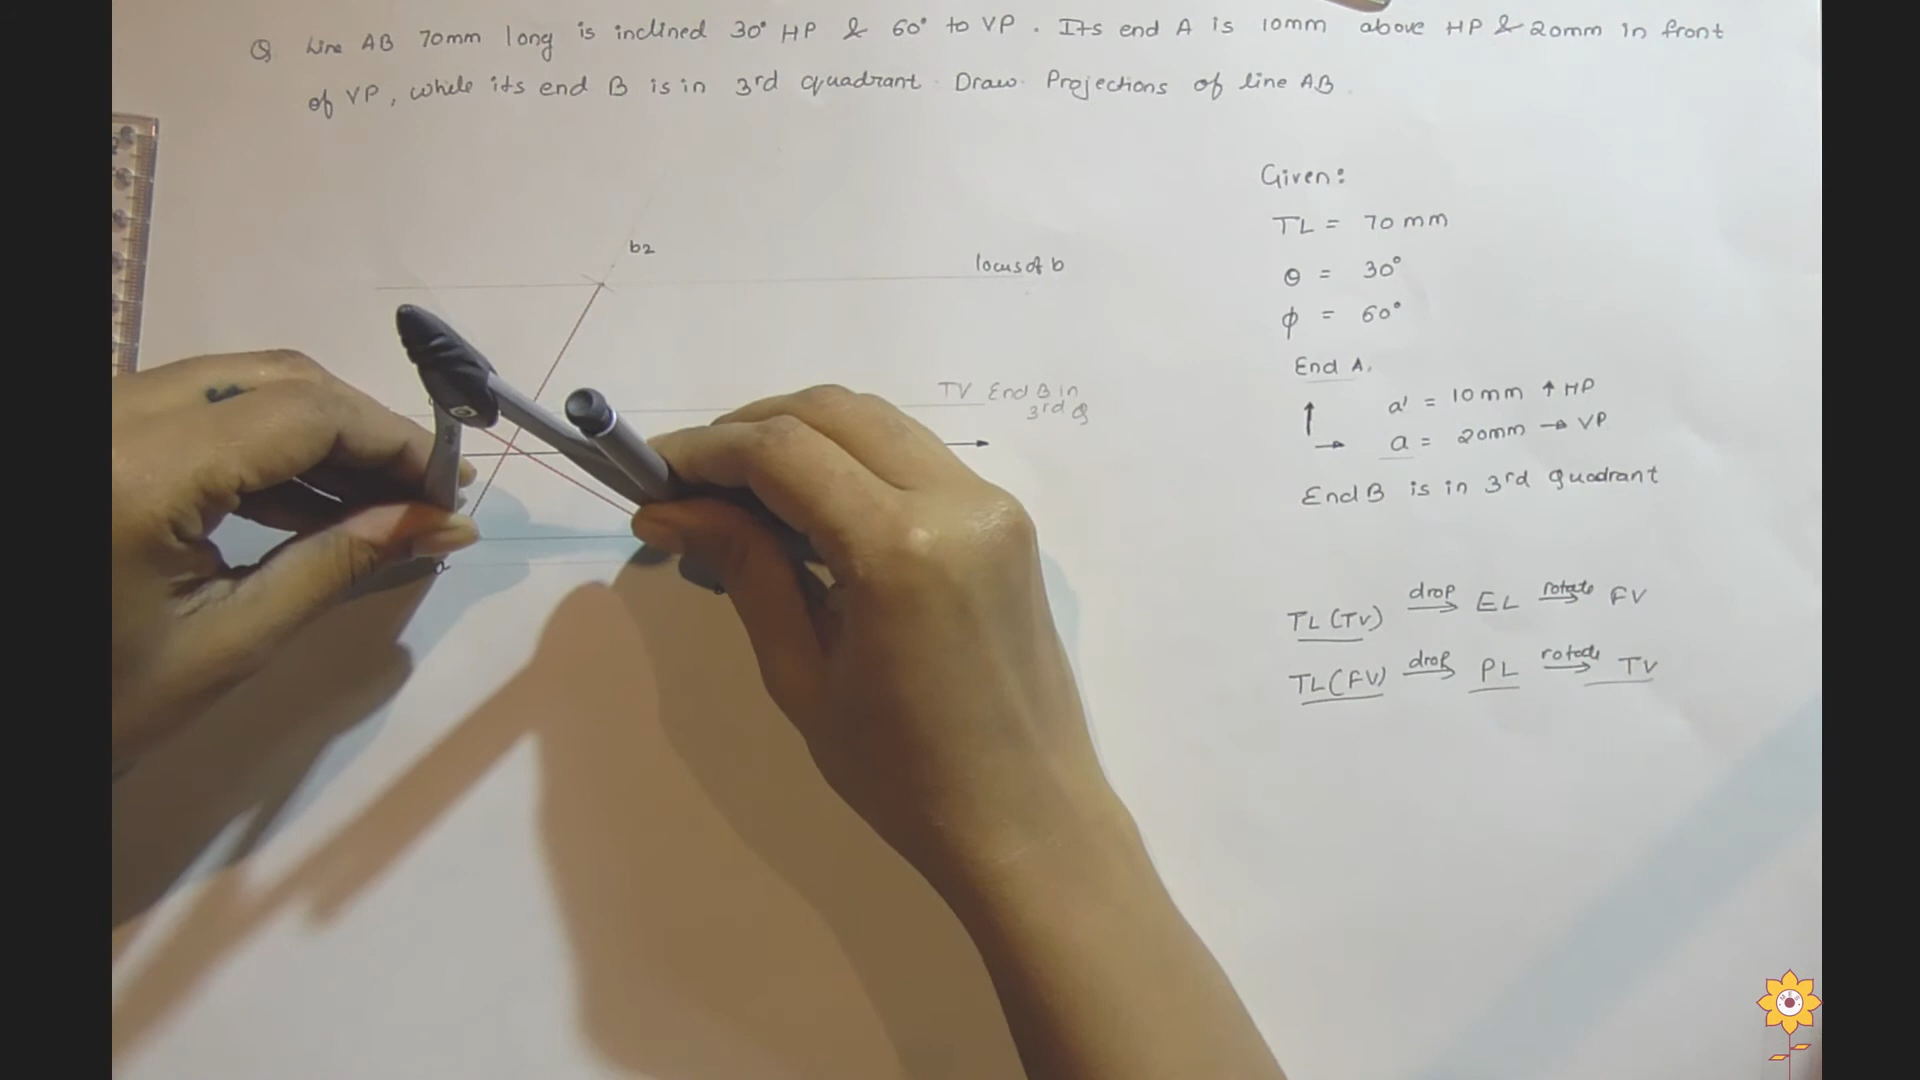 Q Line AB 70mm long is inclined 30° HP & 60° to VP. Its end A is 10mm above HP & 20mm in front
of VP, while its end B is in 3rd quadrant. Draw Projections of line AB.
Given:
TL = 70 mm
b2
locus of b
θ = 30°
ϕ = 60°
End A.
TV End B in
3rd Q
↑ a' = 10mm ↑ HP
→ a = 20mm → VP
End B is in 3rd quadrant
a
TL (TV) drop→ EL rotate→ FV
TL (FV) drop→ PL rotate→ TV